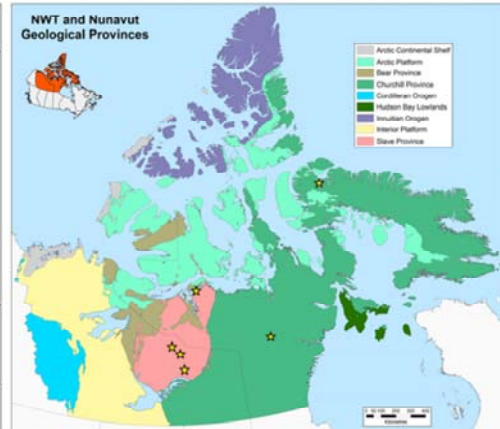 NWT and Nunavut
Geological Provinces
Arctic Continental Shelf
Arctic Platform
Bear Province
Churchill Province
Cordilleran Orogen
Hudson Bay Lowlands
Innuitian Orogen
Interior Platform
Slave Province
Kilometres